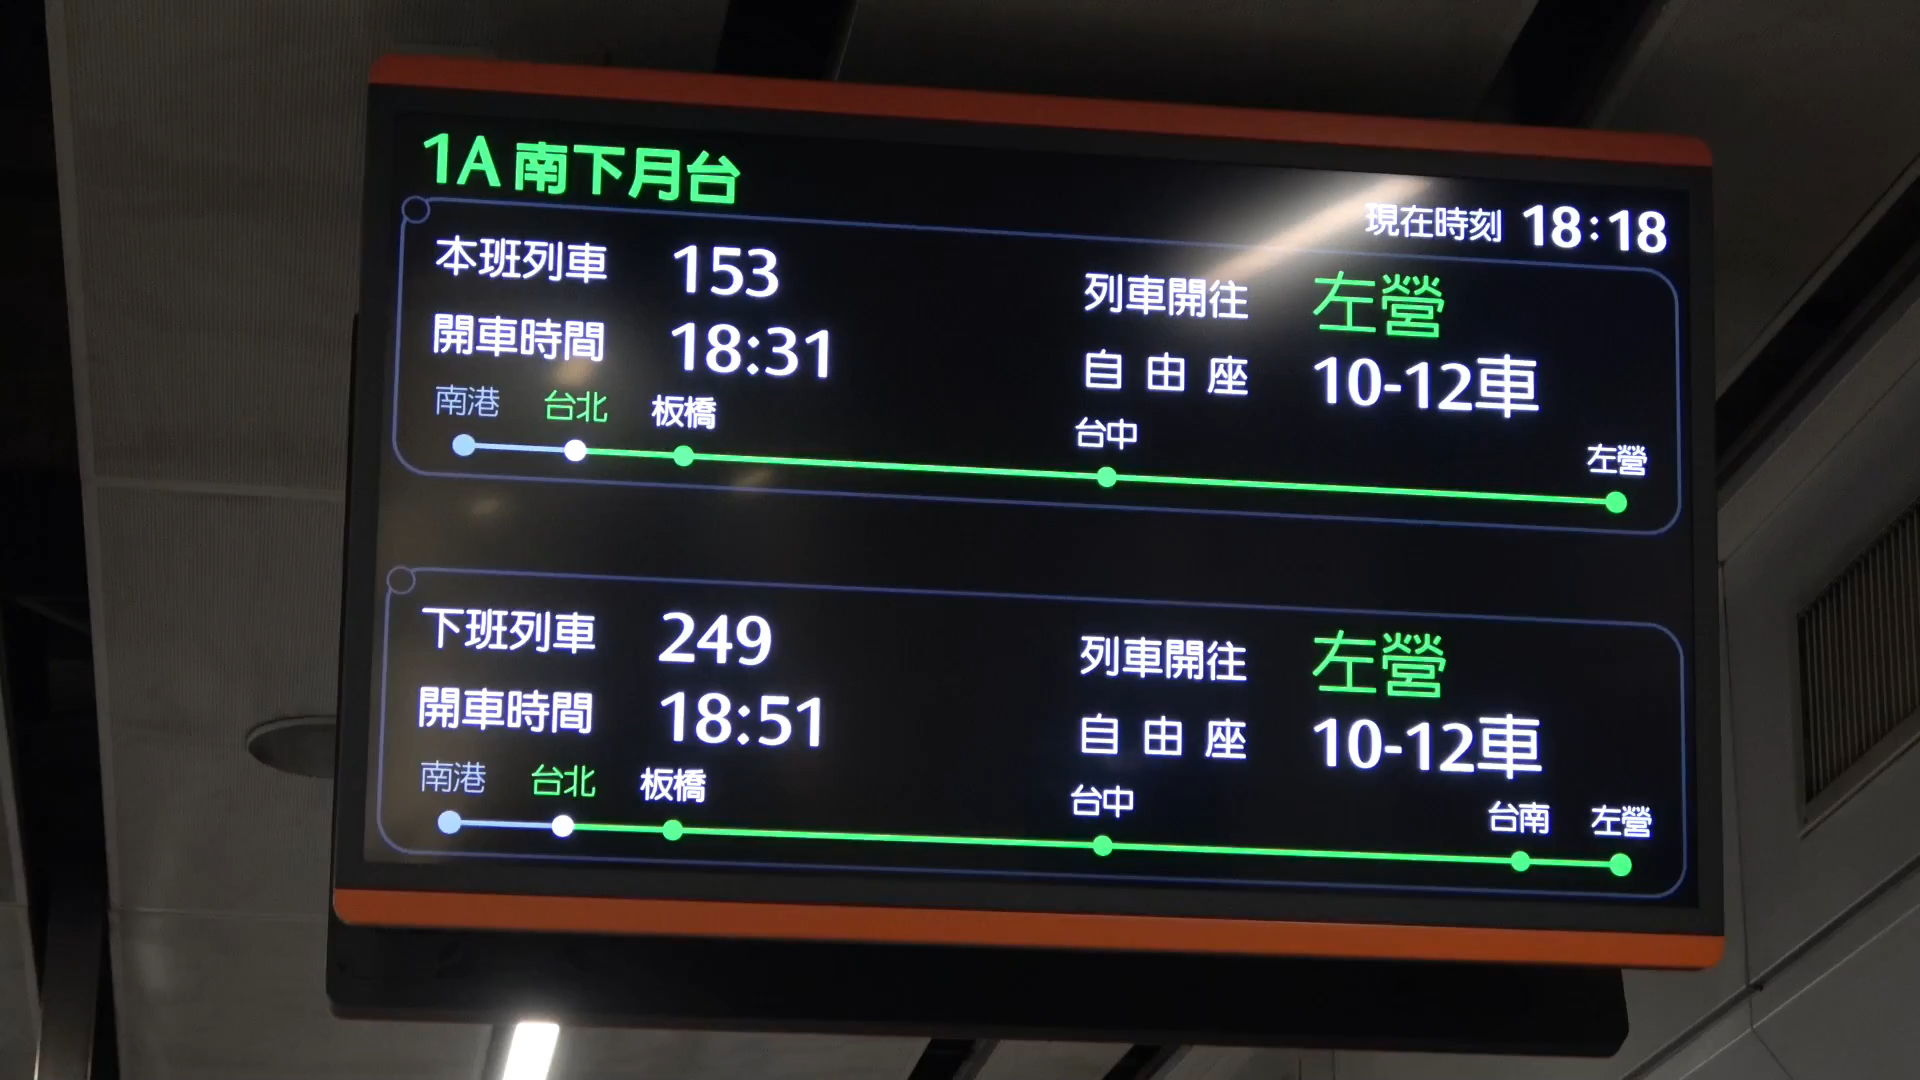 1A 南下月台
現在時刻 18:18
本班列車 153 列車開往 左營
開車時間 18:31 自由座 10-12車
南港 台北 板橋 台中 左營
下班列車 249 列車開往 左營
開車時間 18:51 自由座 10-12車
南港 台北 板橋 台中 台南 左營